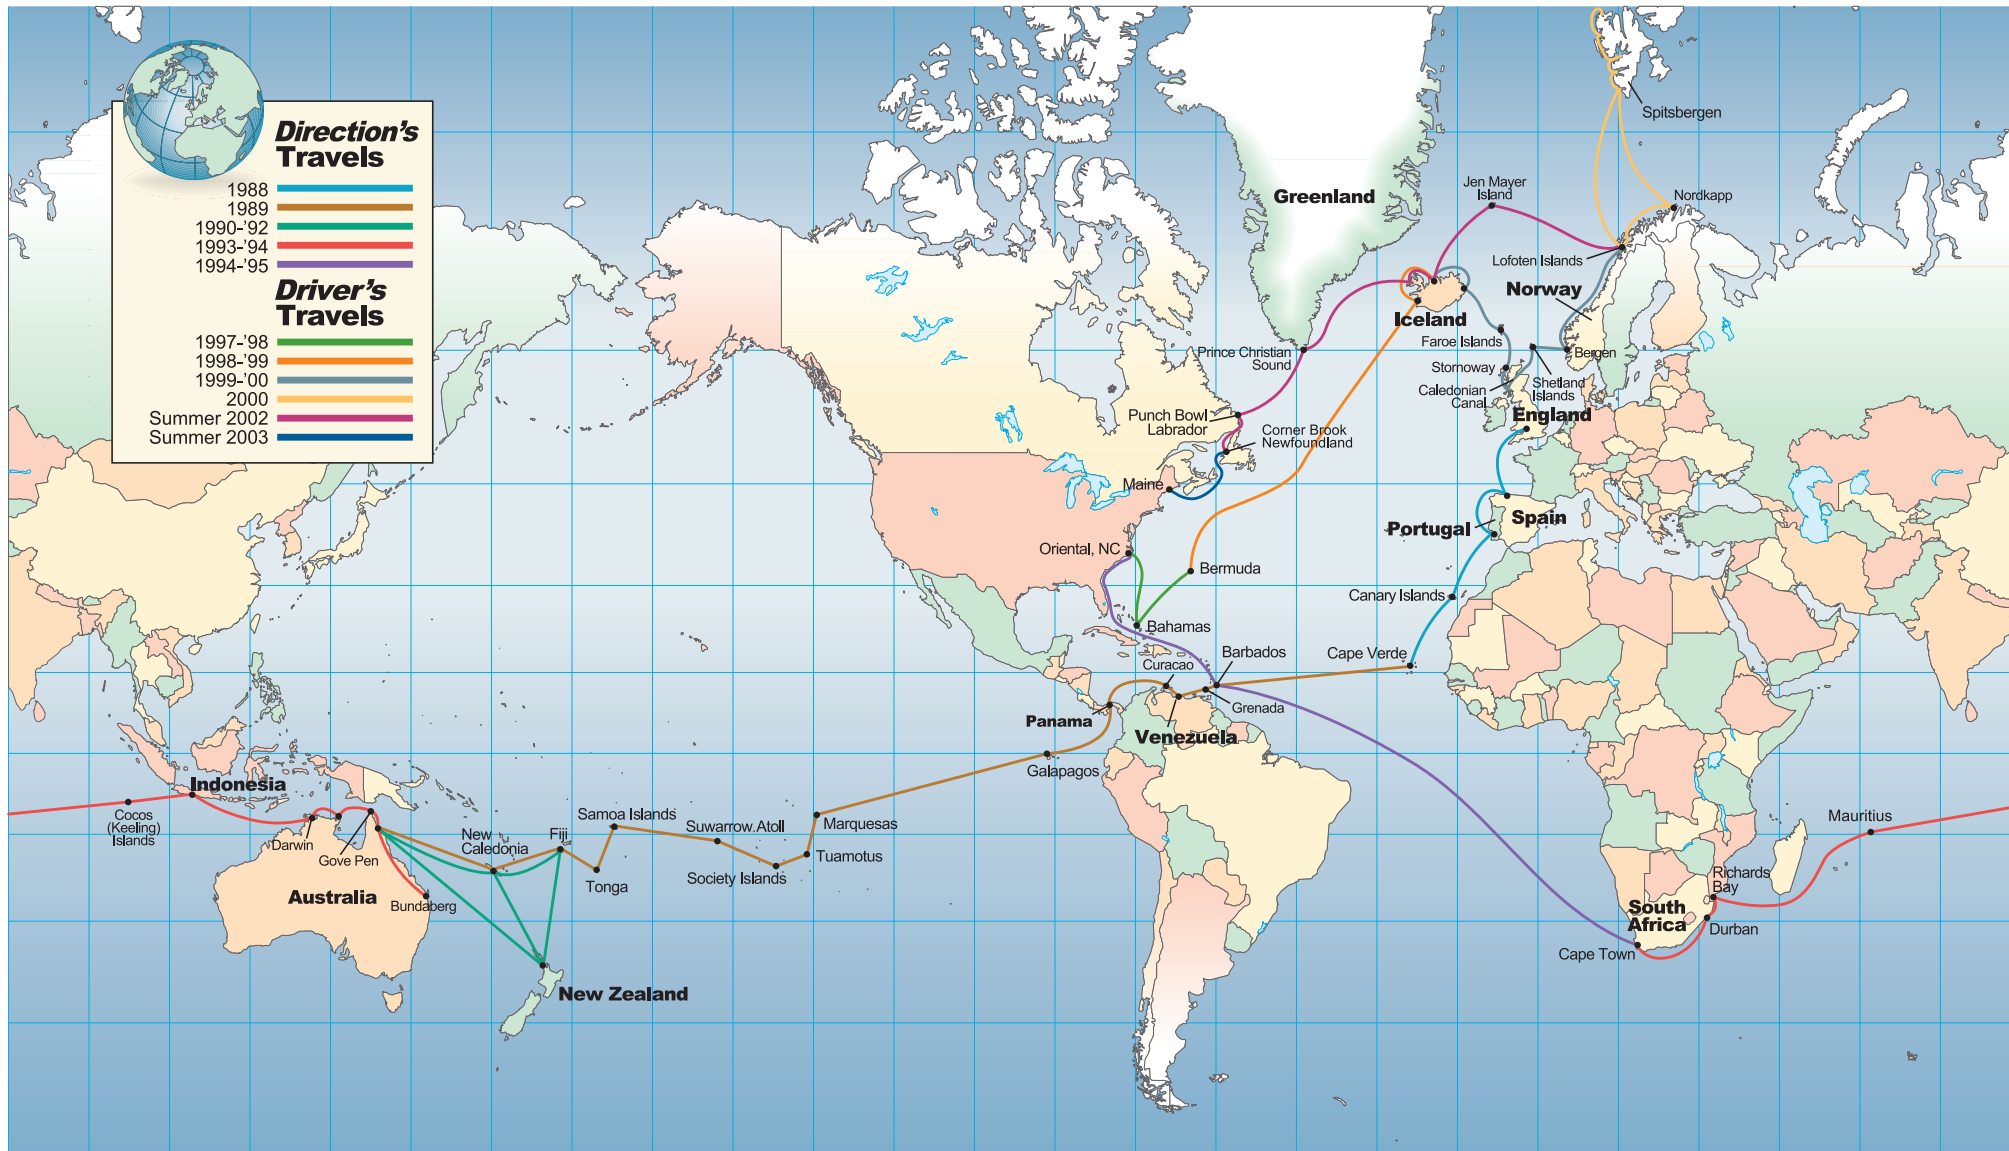 Direction's
Travels
1988
1989
1990-'92
1993-'94
1994-'95
Driver's
Travels
1997-'98
1998-'99
1999-'00
2000
Summer 2002
Summer 2003
Spitsbergen
Greenland
Jen Mayer
Island
Nordkapp
Lofoten Islands
Norway
Iceland
Faroe Islands
Bergen
Prince Christian
Sound
Stornoway
Shetland
Islands
Caledonian
Canal
England
Punch Bowl
Labrador
Corner Brook
Newfoundland
Maine
Portugal
Spain
Oriental, NC
Bermuda
Canary Islands
Bahamas
Barbados
Cape Verde
Curacao
Grenada
Panama
Venezuela
Galapagos
Indonesia
Cocos
(Keeling)
Islands
Darwin
Gove Pen
New
Caledonia
Fiji
Samoa Islands
Suwarrow.Atoll
Marquesas
Tuamotus
Society Islands
Tonga
Australia
Bundaberg
New Zealand
Mauritius
Richards
Bay
South
Africa
Durban
Cape Town